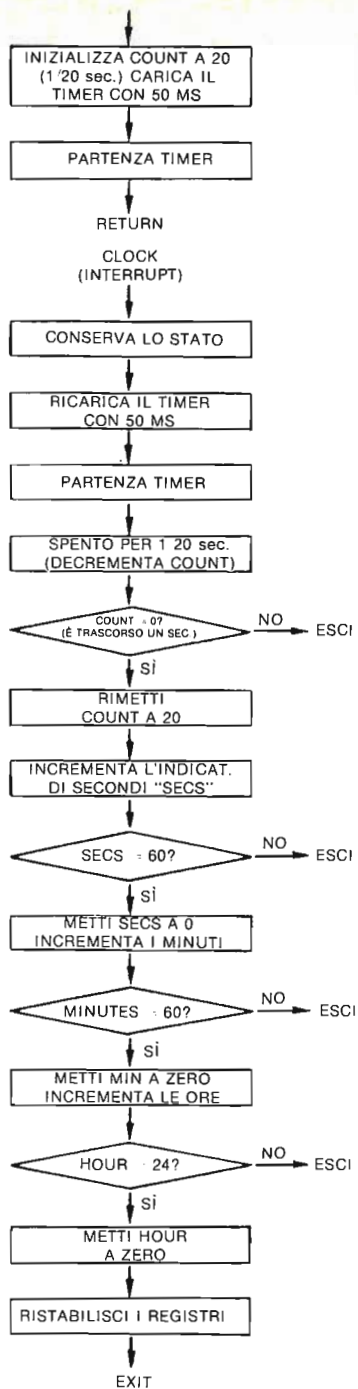 INIZIALIZZA COUNT A 20
(1/20 sec.) CARICA IL
TIMER CON 50 MS
PARTENZA TIMER
RETURN
CLOCK
(INTERRUPT)
CONSERVA LO STATO
RICARICA IL TIMER
CON 50 MS
PARTENZA TIMER
SPENTO PER 1 20 sec.
(DECREMENTA COUNT)
COUNT = 0?
(È TRASCORSO UN SEC.)
NO
ESCI
SÌ
RIMETTI
COUNT A 20
INCREMENTA L'INDICAT.
DI SECONDI "SECS"
SECS = 60?
NO
ESCI
SÌ
METTI SECS A 0
INCREMENTA I MINUTI
MINUTES = 60?
NO
ESCI
SÌ
METTI MIN A ZERO
INCREMENTA LE ORE
HOUR = 24?
NO
ESCI
SÌ
METTI HOUR
A ZERO
RISTABILISCI I REGISTRI
EXIT